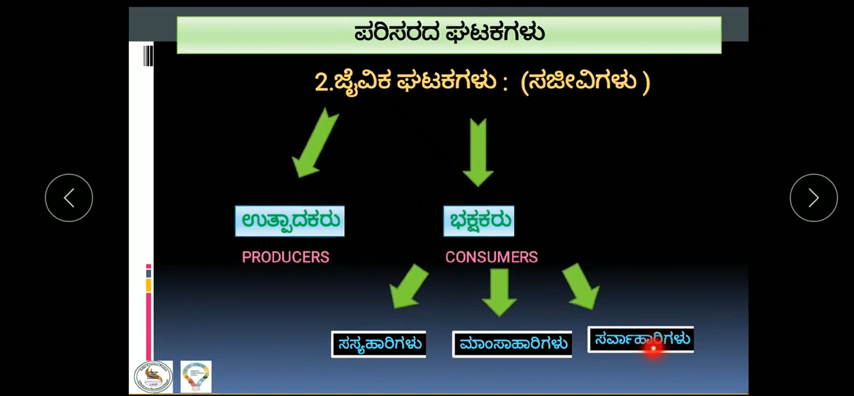 ಪರಿಸರದ ಘಟಕಗಳು
2.ಜೈವಿಕ ಘಟಕಗಳು : (ಸಜೀವಿಗಳು )
ಉತ್ಪಾದಕರು ಭಕ್ಷಕರು
PRODUCERS CONSUMERS
ಸಸ್ಯಹಾರಿಗಳು ಮಾಂಸಾಹಾರಿಗಳು ಸರ್ವಾಹಾರಿಗಳು